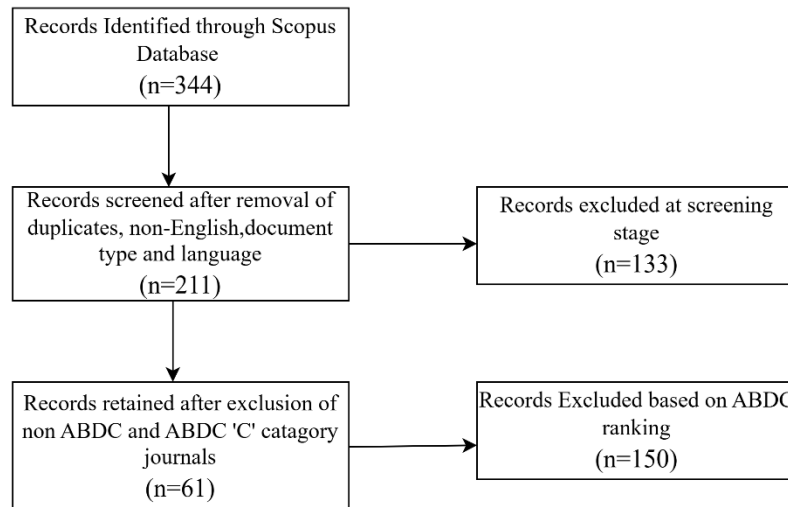 Records Identified through Scopus
Database
(n=344)
Records screened after removal of
duplicates, non-English,document
type and language
(n=211)
Records excluded at screening
stage
(n=133)
Records retained after exclusion of
non ABDC and ABDC 'C' catagory
journals
(n=61)
Records Excluded based on ABDC
ranking
(n=150)